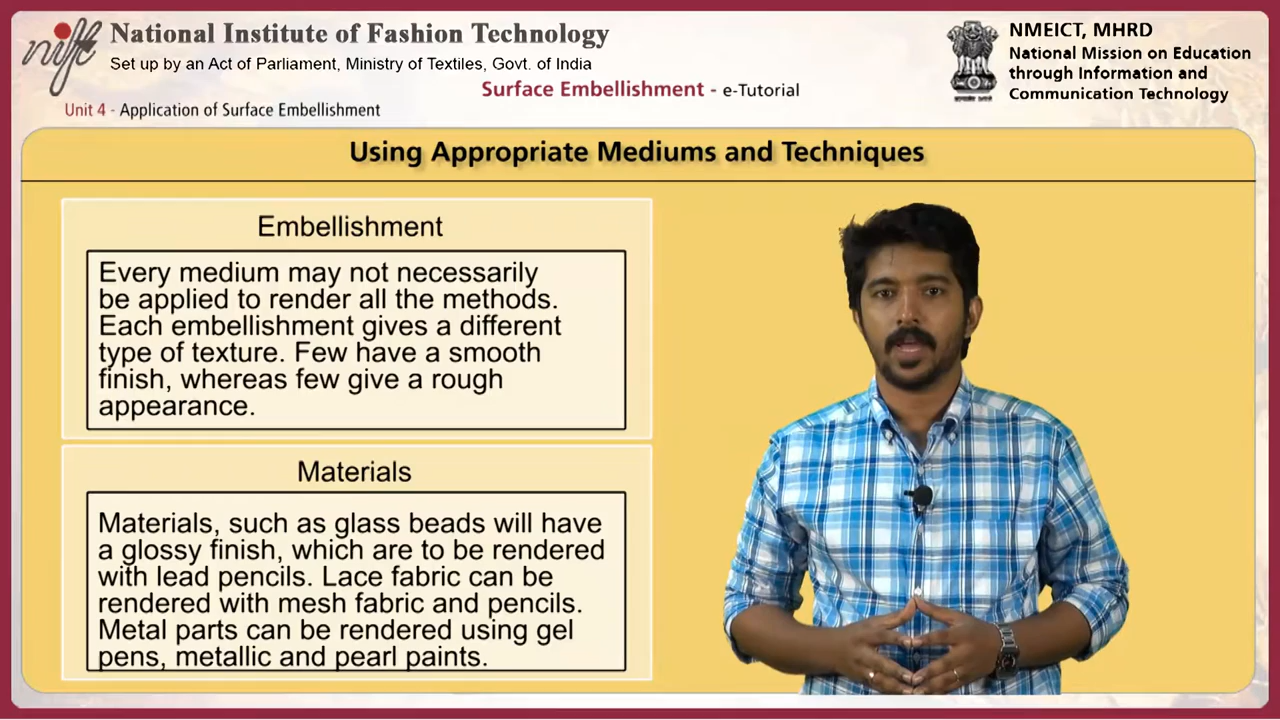 nift
National Institute of Fashion Technology
Set up by an Act of Parliament, Ministry of Textiles, Govt. of India
NMEICT, MHRD
National Mission on Education
through Information and
Communication Technology
Surface Embellishment - e-Tutorial
Unit 4 - Application of Surface Embellishment
Using Appropriate Mediums and Techniques
Embellishment
Every medium may not necessarily
be applied to render all the methods.
Each embellishment gives a different
type of texture. Few have a smooth
finish, whereas few give a rough
appearance.
Materials
Materials, such as glass beads will have
a glossy finish, which are to be rendered
with lead pencils. Lace fabric can be
rendered with mesh fabric and pencils.
Metal parts can be rendered using gel
pens, metallic and pearl paints.